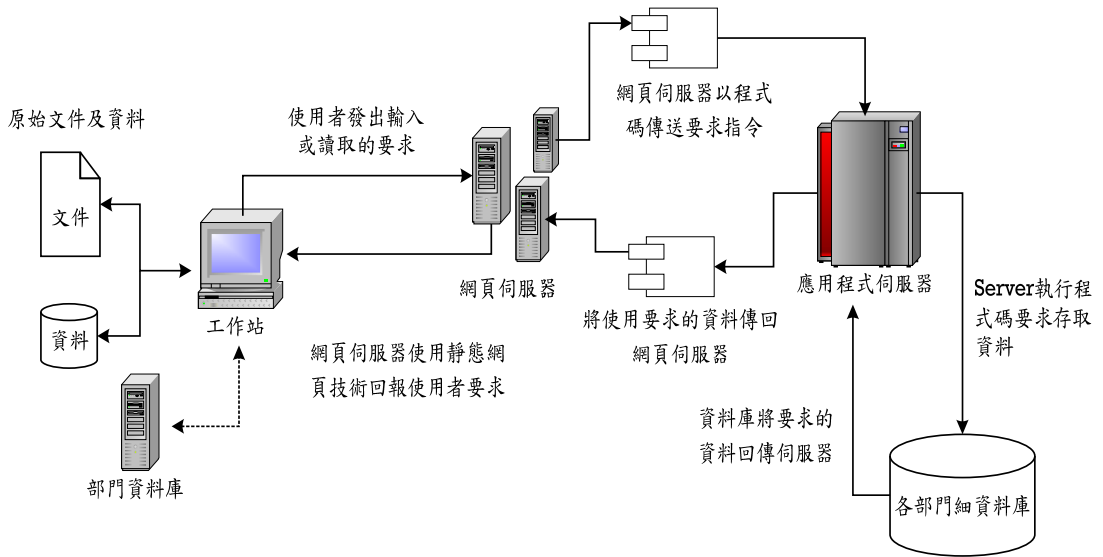 原始文件及資料
文件
資料
使用者發出輸入
或讀取的要求
工作站
網頁伺服器使用靜態網
頁技術回報使用者要求
部門資料庫
網頁伺服器
網頁伺服器以程式
碼傳送要求指令
將使用要求的資料傳回
網頁伺服器
應用程式伺服器
Server執行程
式碼要求存取
資料
資料庫將要求的
資料回傳伺服器
各部門細資料庫